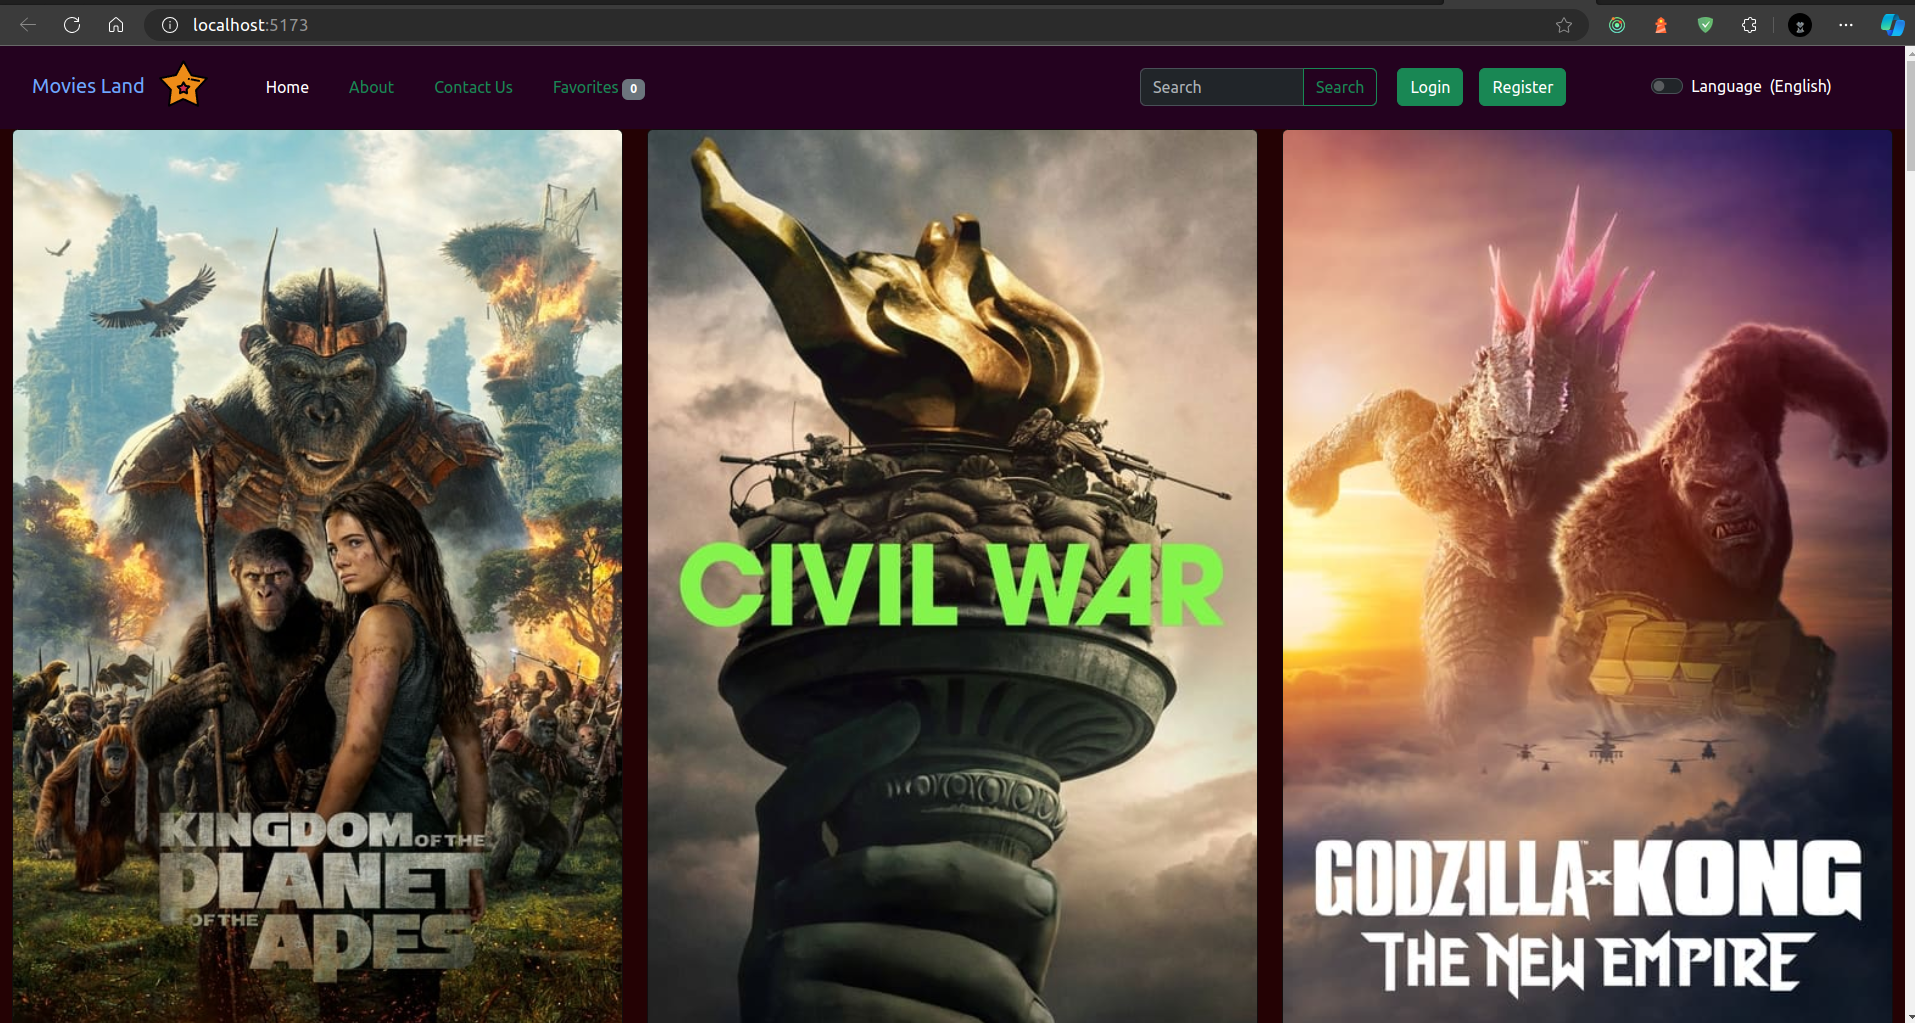 localhost:5173
Movies Land Home About Contact Us Favorites 0 Search Search Login Register Language (English)
KINGDOM OF THE
PLANET
OF THE APES
CIVIL WAR
GODZILLA x KONG
THE NEW EMPIRE